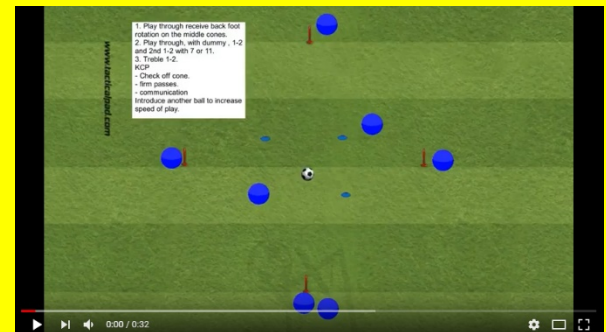 1. Play through receive back foot
rotation on the middle cones.
2. Play through, with dummy , 1-2
and 2nd 1-2 with 7 or 11.
3. Treble 1-2.
KCP
- Check off cone.
- firm passes.
- communication
Introduce another ball to increase
speed of play.
www.tacticalpad.com
0:00 / 0:32